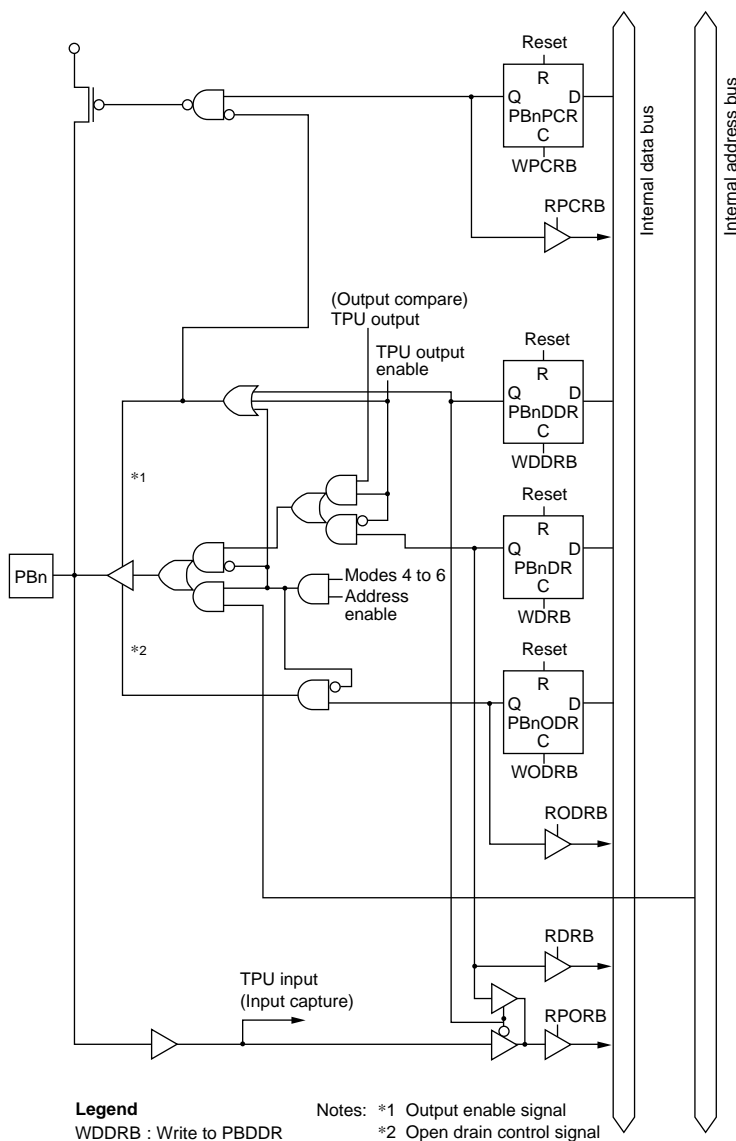 Reset
R
Q D
PBnPCR
C
WPCRB
RPCRB
Internal data bus
Internal address bus
(Output compare)
TPU output
TPU output
enable
Reset
R
Q D
PBnDDR
C
WDDRB
*1
Reset
R
Q D
PBnDR
C
WDRB
PBn
Modes 4 to 6
Address
enable
*2
Reset
R
Q D
PBnODR
C
WODRB
RODRB
RDRB
TPU input
(Input capture)
RPORB
Legend
WDDRB : Write to PBDDR
Notes: *1 Output enable signal
*2 Open drain control signal